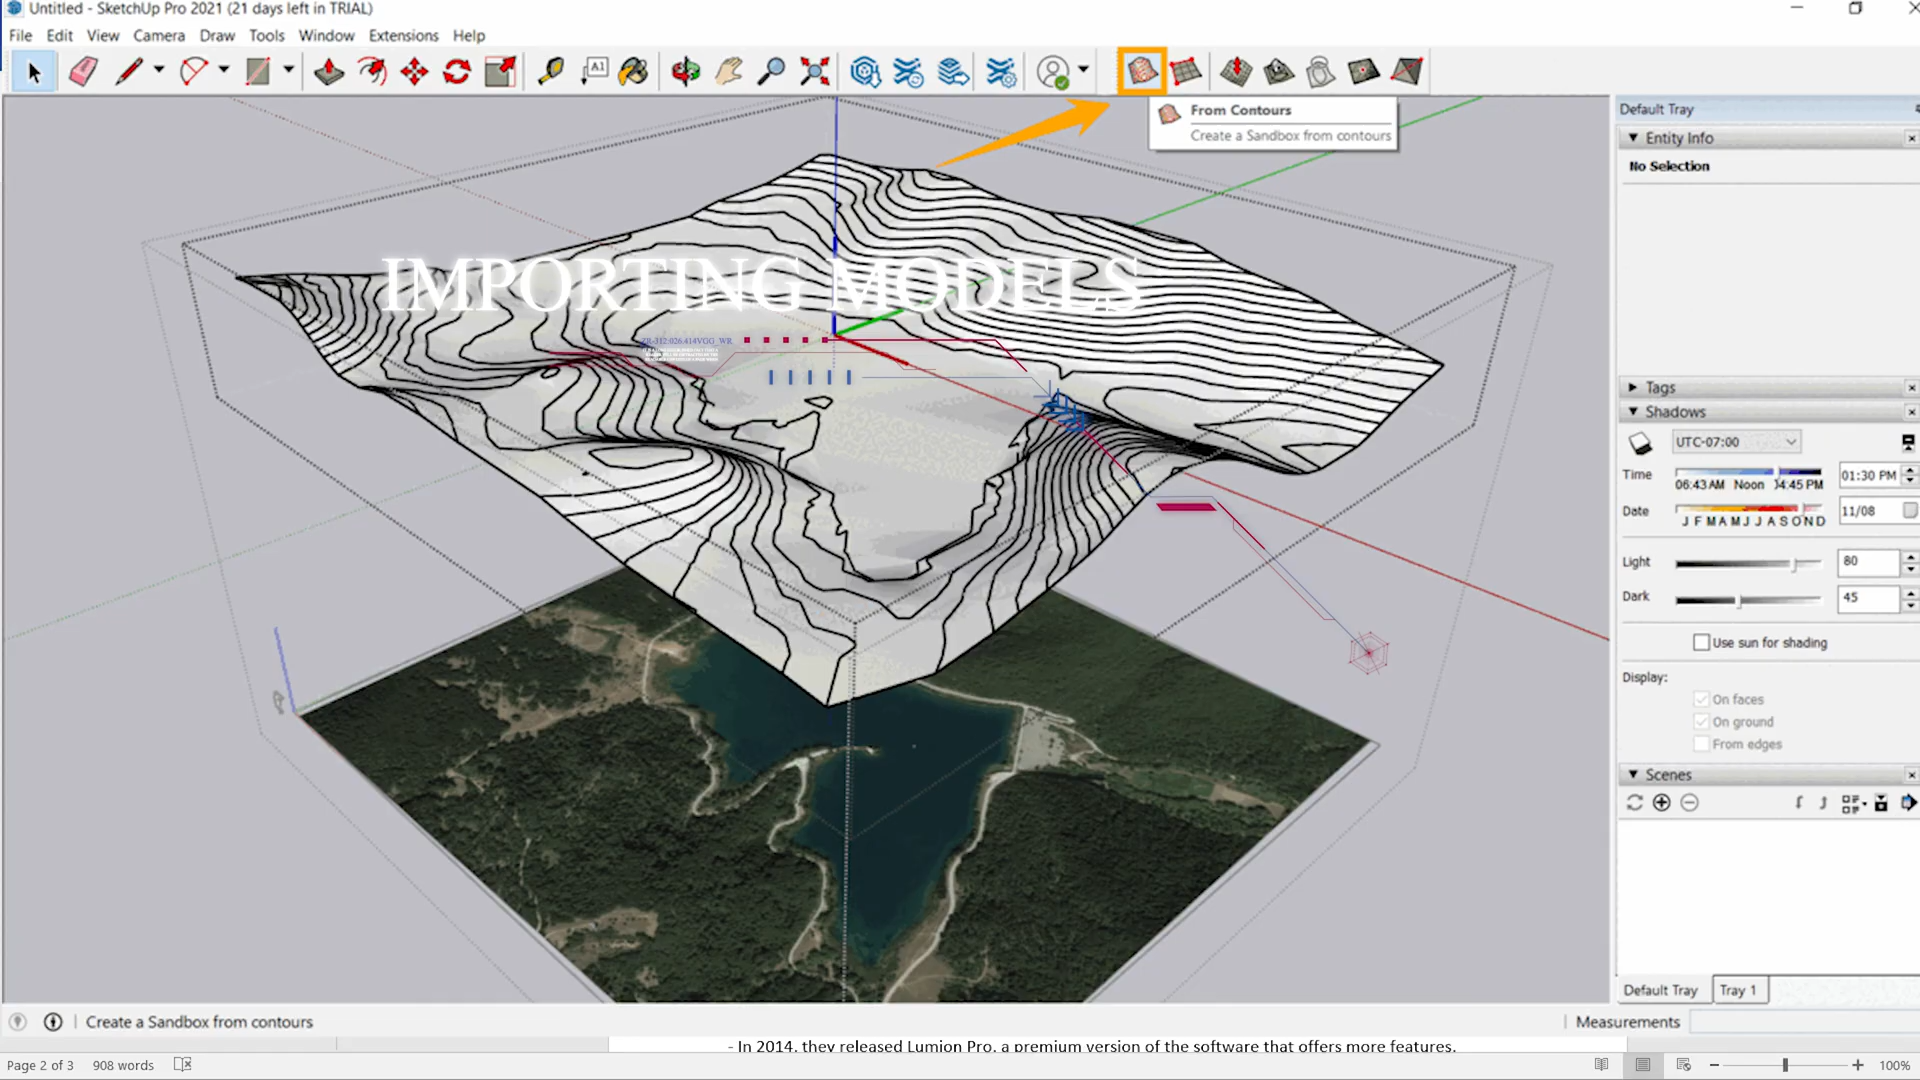 Untitled - SketchUp Pro 2021 (21 days left in TRIAL)
File Edit View Camera Draw Tools Window Extensions Help
A1
From Contours
Create a Sandbox from contours
IMPORTING MODELS
ZR-312.026.414VGG_WR
Default Tray
Entity Info
No Selection
Tags
Shadows
UTC-07:00
Time
06:43 AM Noon 04:45 PM
01:30 PM
Date
J F M A M J J A S O N D
11/08
Light
80
Dark
45
Use sun for shading
Display:
On faces
On ground
From edges
Scenes
Default Tray
Tray 1
Create a Sandbox from contours
Measurements
- In 2014, they released Lumion Pro, a premium version of the software that offers more features.
Page 2 of 3 908 words
100%